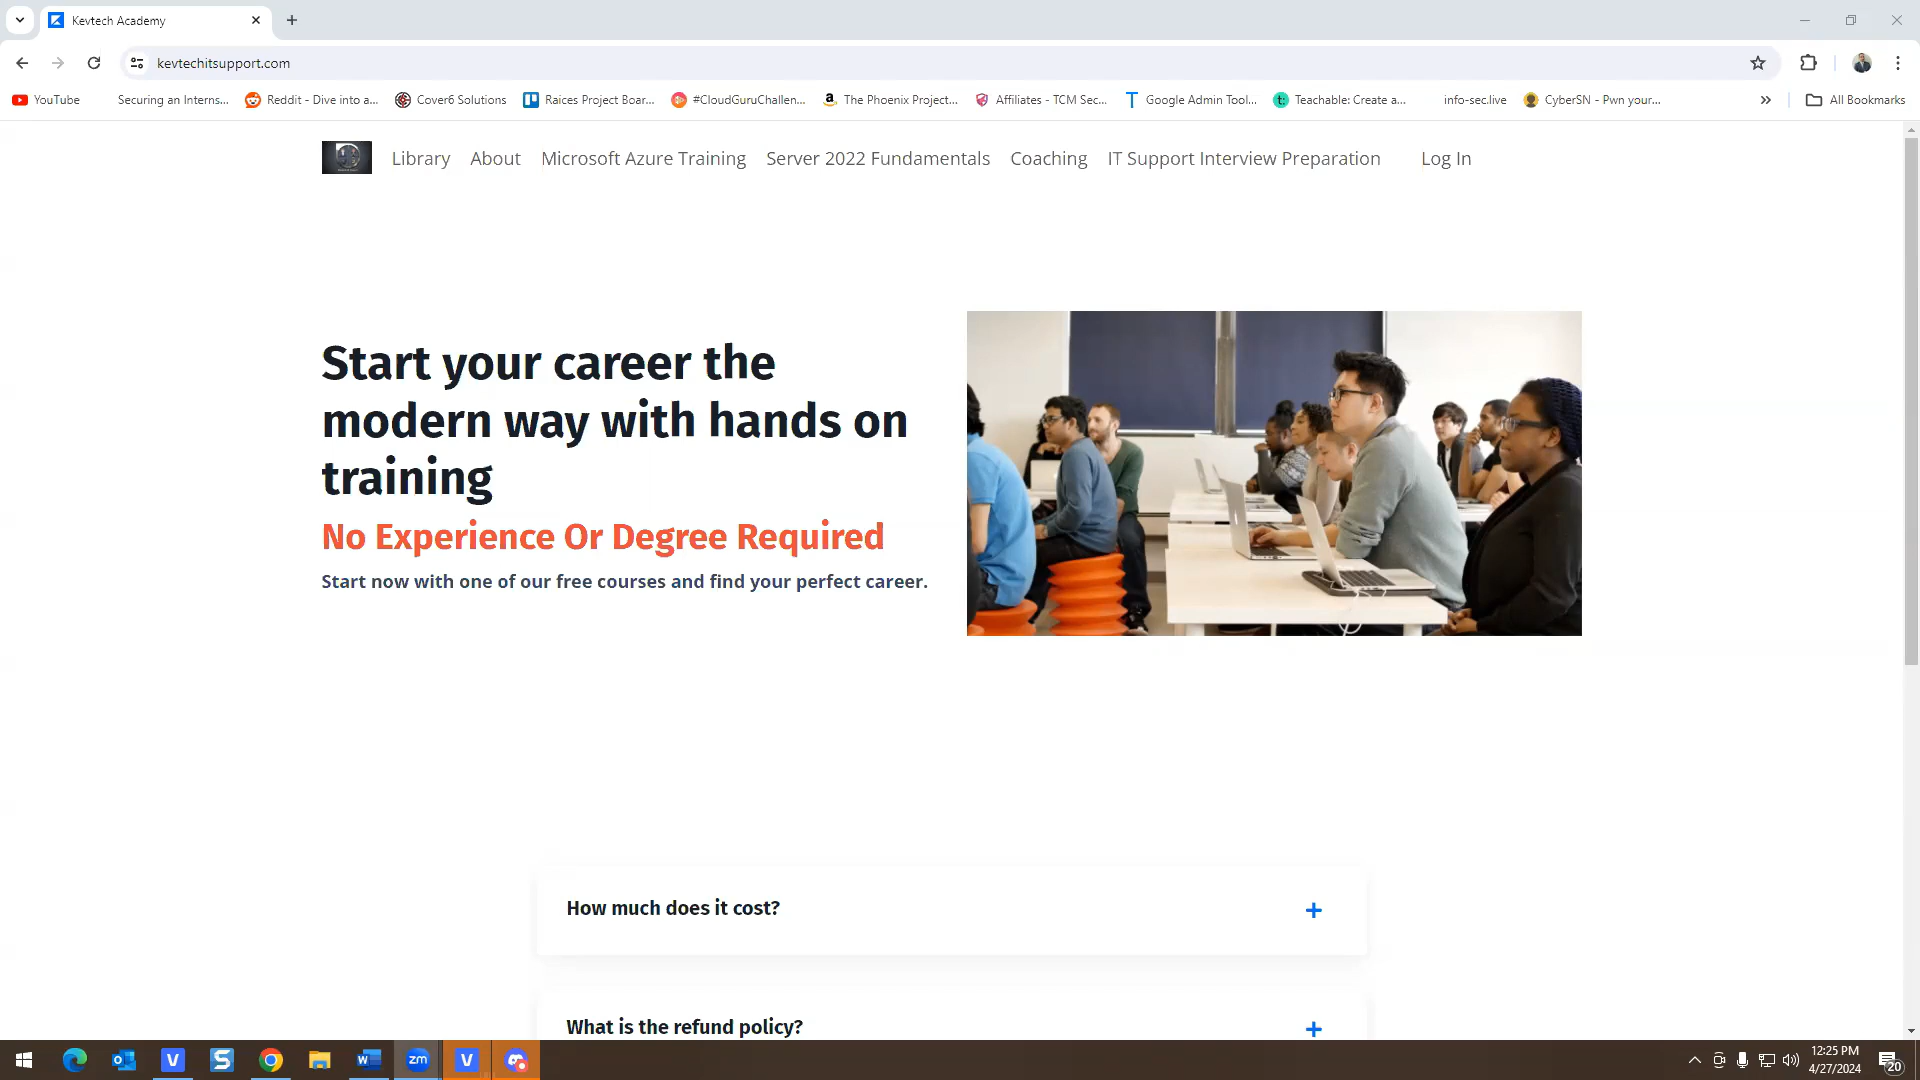 Kevtech Academy
kevtechitsupport.com
YouTube
Securing an Interns...
Reddit - Dive into a...
Cover6 Solutions
Raices Project Boar...
#CloudGuruChallen...
The Phoenix Project...
Affiliates - TCM Sec...
Google Admin Tool...
Teachable: Create a...
info-sec.live
CyberSN - Pwn your...
All Bookmarks
Library
About
Microsoft Azure Training
Server 2022 Fundamentals
Coaching
IT Support Interview Preparation
Log In
Start your career the
modern way with hands on
training
No Experience Or Degree Required
Start now with one of our free courses and find your perfect career.
How much does it cost?
What is the refund policy?
zm
12:25 PM
4/27/2024
20